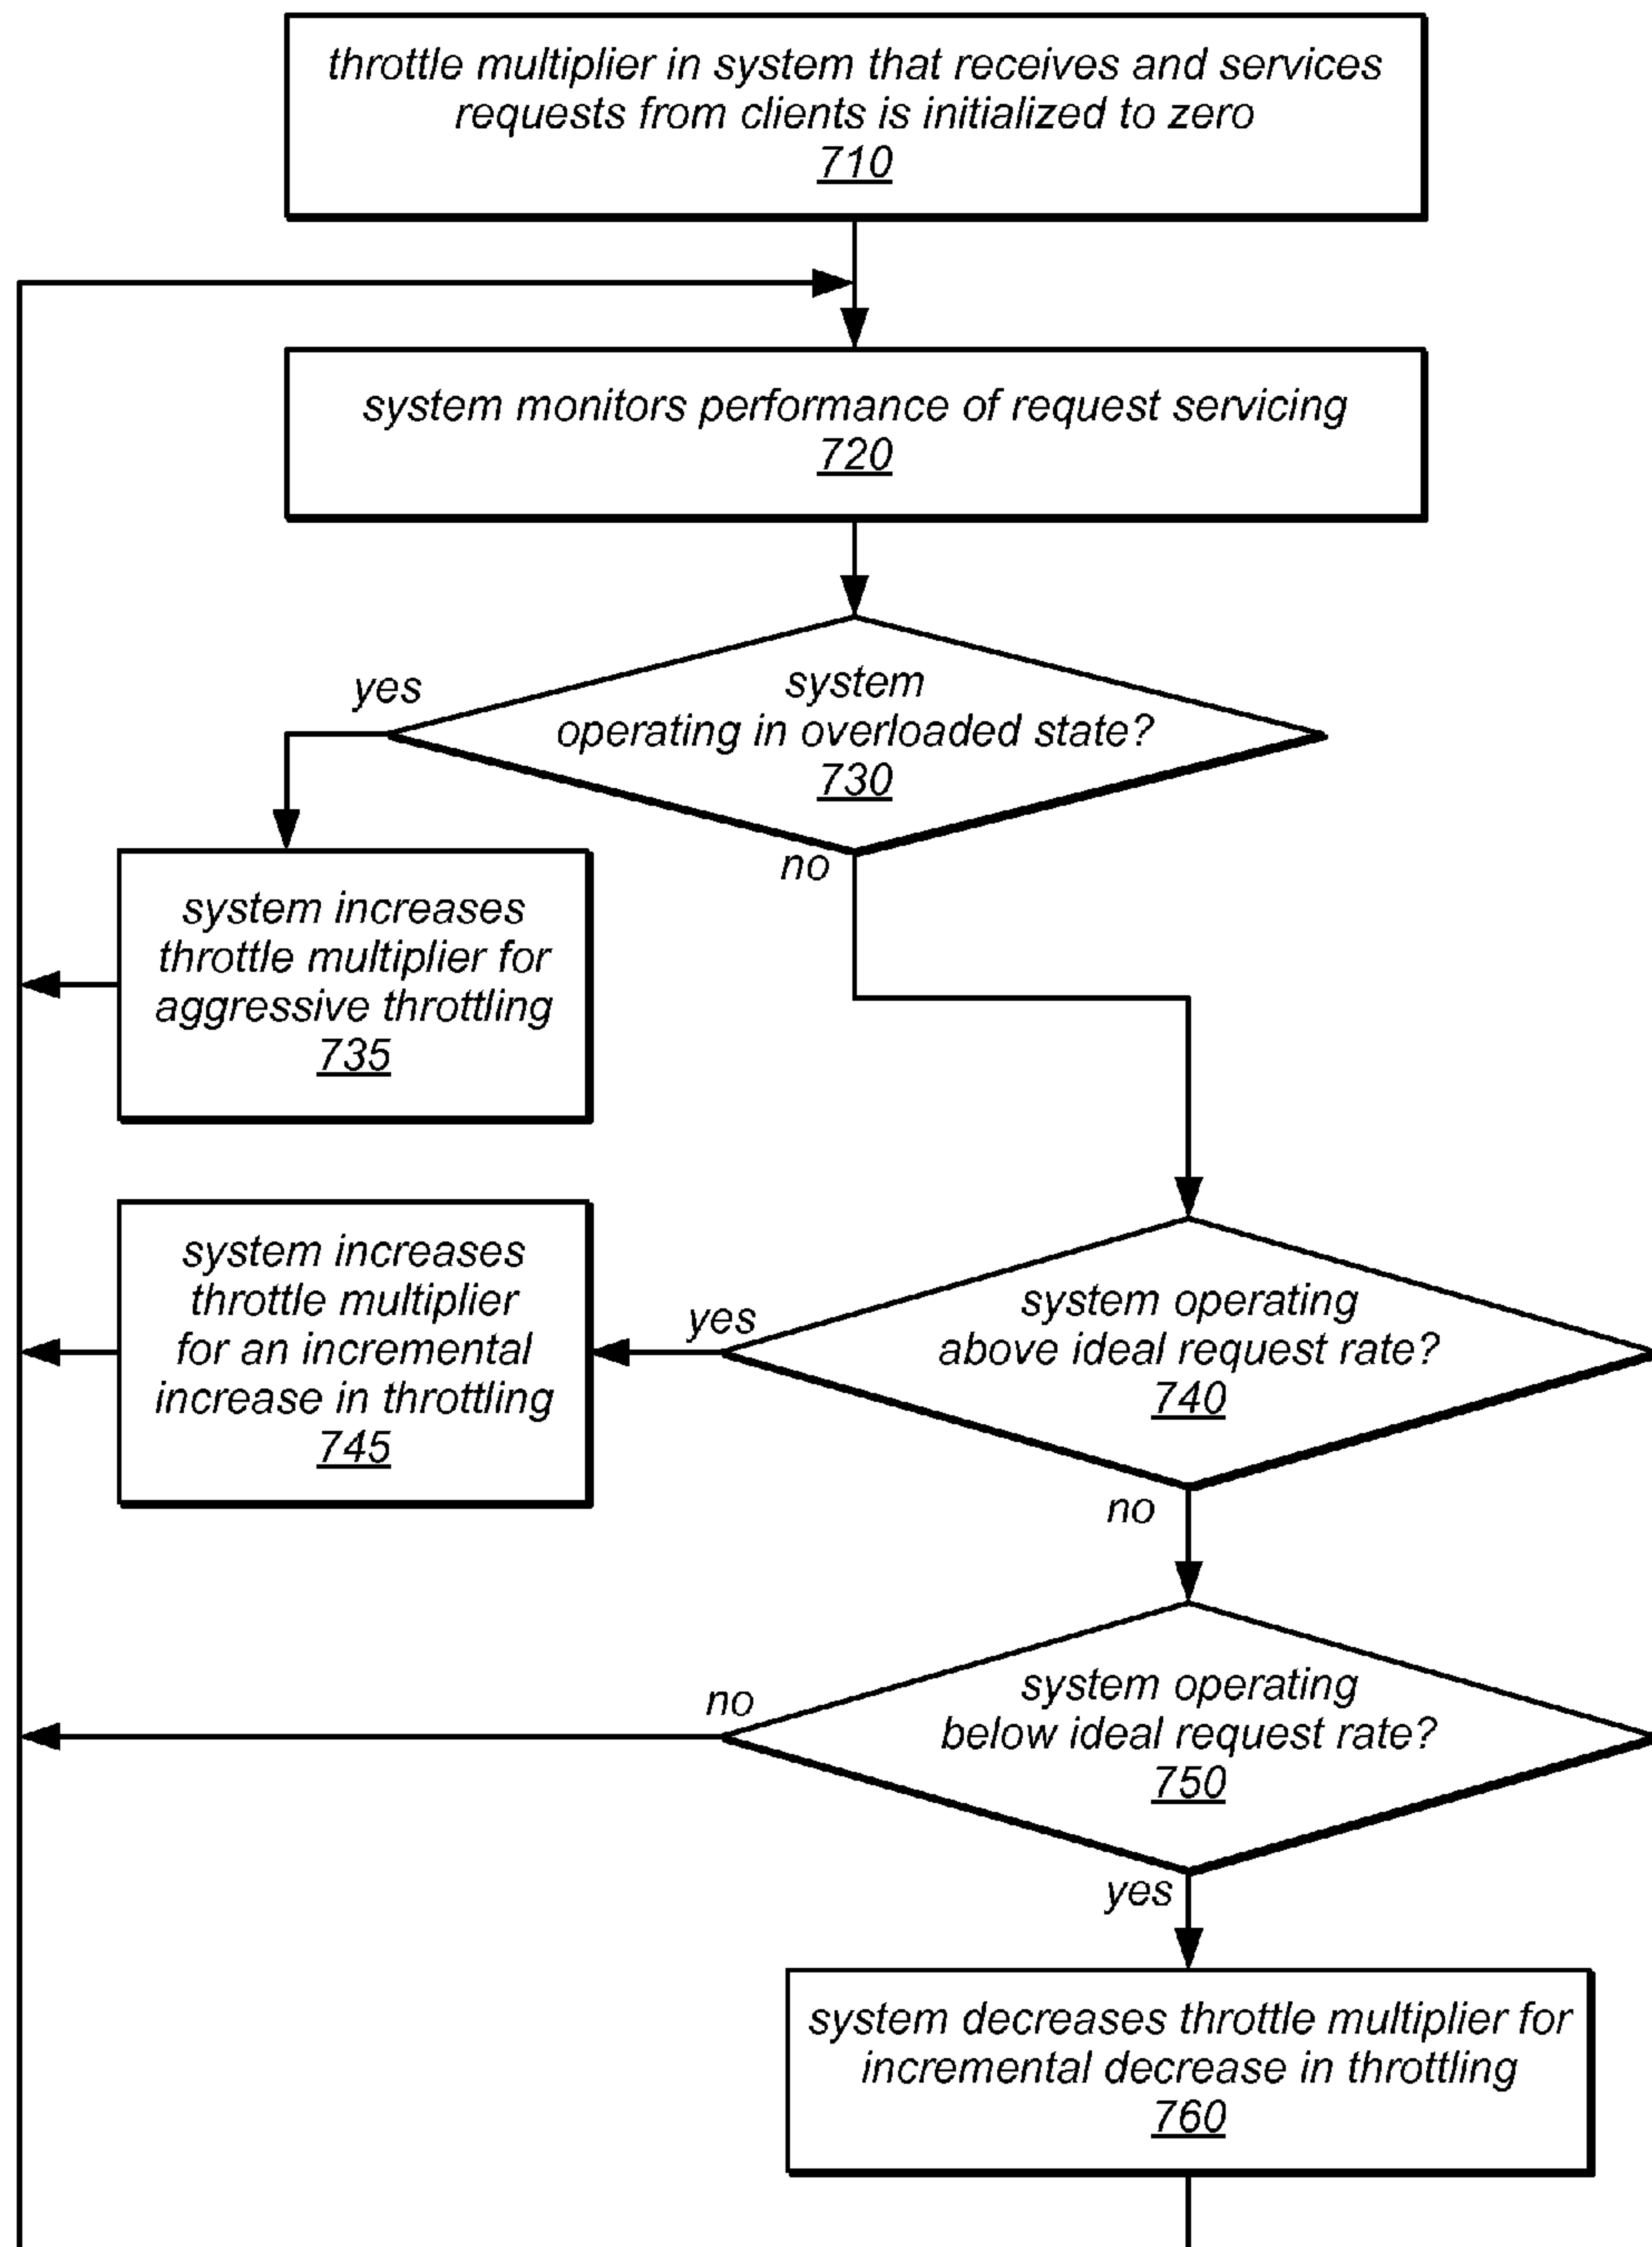 throttle multiplier in system that receives and services
requests from clients is initialized to zero
710
system monitors performance of request servicing
720
yes
system
operating in overloaded state?
730
no
system increases
throttle multiplier for
aggressive throttling
735
system increases
throttle multiplier
for an incremental
increase in throttling
745
yes
system operating
above ideal request rate?
740
no
no
system operating
below ideal request rate?
750
yes
system decreases throttle multiplier for
incremental decrease in throttling
760